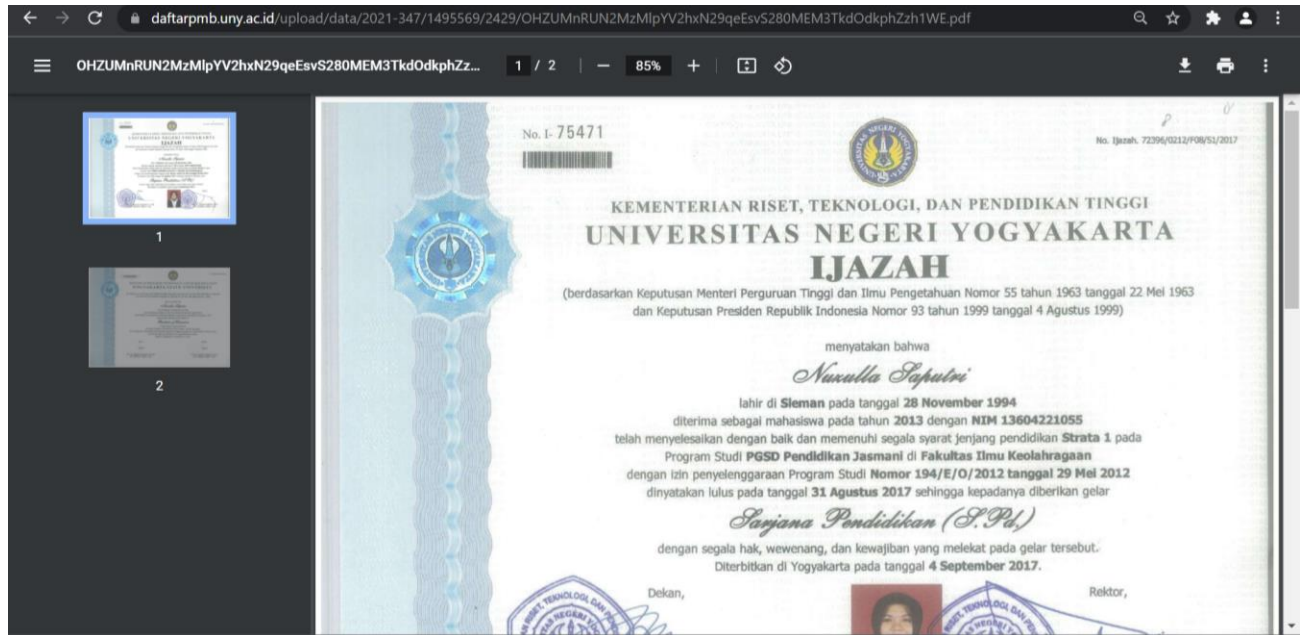 daftarpmb.uny.ac.id/upload/data/2021-347/1495569/2429/OHZUMnRUN2MzMlpYV2hxN29qeEsvS280MEM3TkdOdkphZzh1WE.pdf
OHZUMnRUN2MzMlpYV2hxN29qeEsvS280MEM3TkdOdkphZz...
1 / 2
85%
1
2
No. I- 75471
No. Ijazah. 72396/0212/F08/S1/2017
KEMENTERIAN RISET, TEKNOLOGI, DAN PENDIDIKAN TINGGI
UNIVERSITAS NEGERI YOGYAKARTA
IJAZAH
(berdasarkan Keputusan Menteri Perguruan Tinggi dan Ilmu Pengetahuan Nomor 55 tahun 1963 tanggal 22 Mei 1963
dan Keputusan Presiden Republik Indonesia Nomor 93 tahun 1999 tanggal 4 Agustus 1999)
menyatakan bahwa
Nuzulla Saputri
lahir di Sleman pada tanggal 28 November 1994
diterima sebagai mahasiswa pada tahun 2013 dengan NIM 13604221055
telah menyelesaikan dengan baik dan memenuhi segala syarat jenjang pendidikan Strata 1 pada
Program Studi PGSD Pendidikan Jasmani di Fakultas Ilmu Keolahragaan
dengan izin penyelenggaraan Program Studi Nomor 194/E/O/2012 tanggal 29 Mei 2012
dinyatakan lulus pada tanggal 31 Agustus 2017 sehingga kepadanya diberikan gelar
Sarjana Pendidikan (S.Pd.)
dengan segala hak, wewenang, dan kewajiban yang melekat pada gelar tersebut.
Diterbitkan di Yogyakarta pada tanggal 4 September 2017.
Dekan,
Rektor,